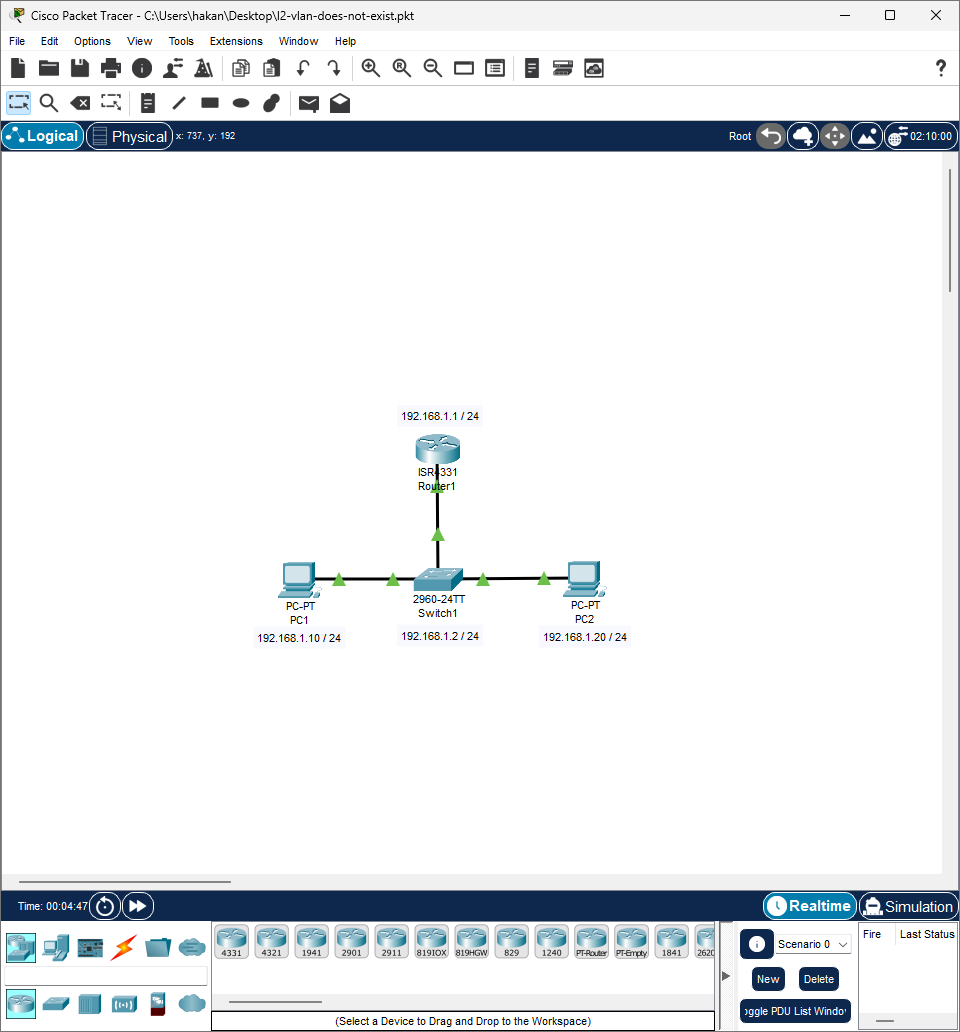 Cisco Packet Tracer - C:\Users\hakan\Desktop\l2-vlan-does-not-exist.pkt
File Edit Options View Tools Extensions Window Help
Logical Physical x: 737, y: 192 Root 02:10:00
192.168.1.1 / 24
ISR4331
Router1
PC-PT
PC1
192.168.1.10 / 24
2960-24TT
Switch1
192.168.1.2 / 24
PC-PT
PC2
192.168.1.20 / 24
Time: 00:04:47 Realtime Simulation
4331 4321 1941 2901 2911 819IOX 819HGW 829 1240 PT-Router PT-Empty 1841 2620
(Select a Device to Drag and Drop to the Workspace)
Scenario 0
New Delete
oggle PDU List Windo
Fire Last Status